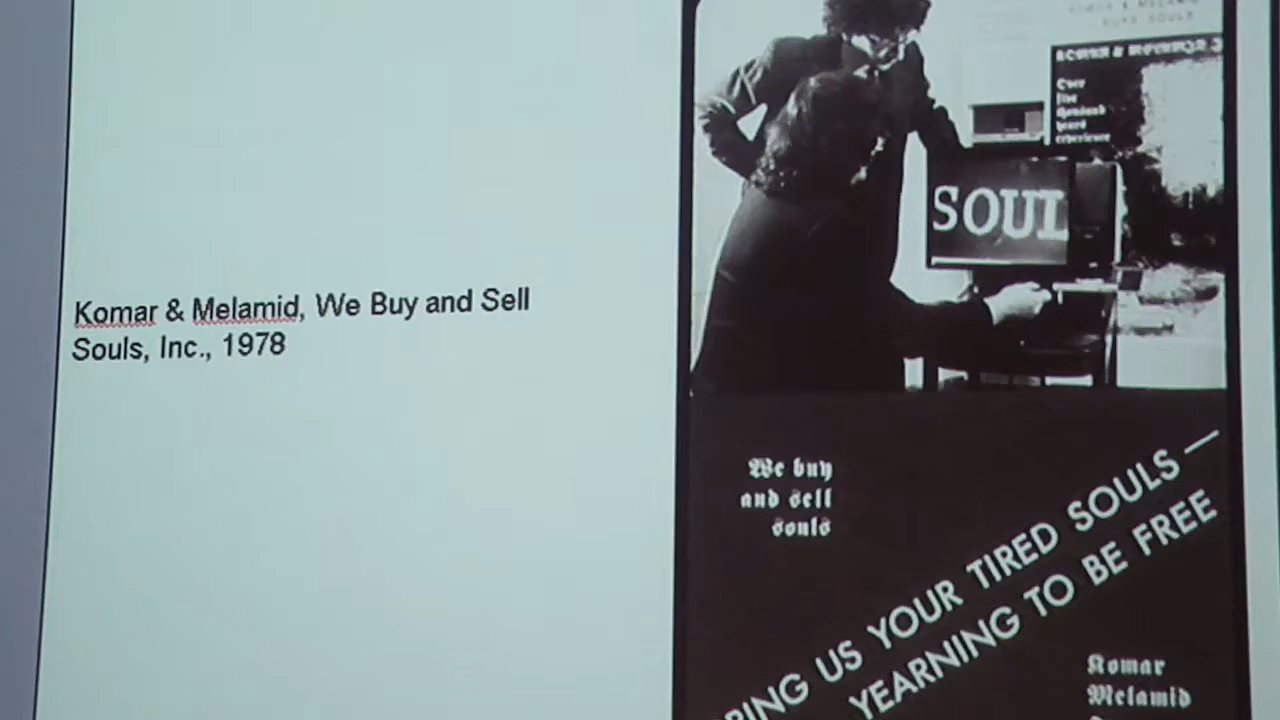 Komar & Melamid, We Buy and Sell
Souls, Inc., 1978
SOUL
We buy
and sell
souls
US YOUR TIRED SOULS —
YEARNING TO BE FREE
Komar
Melamid